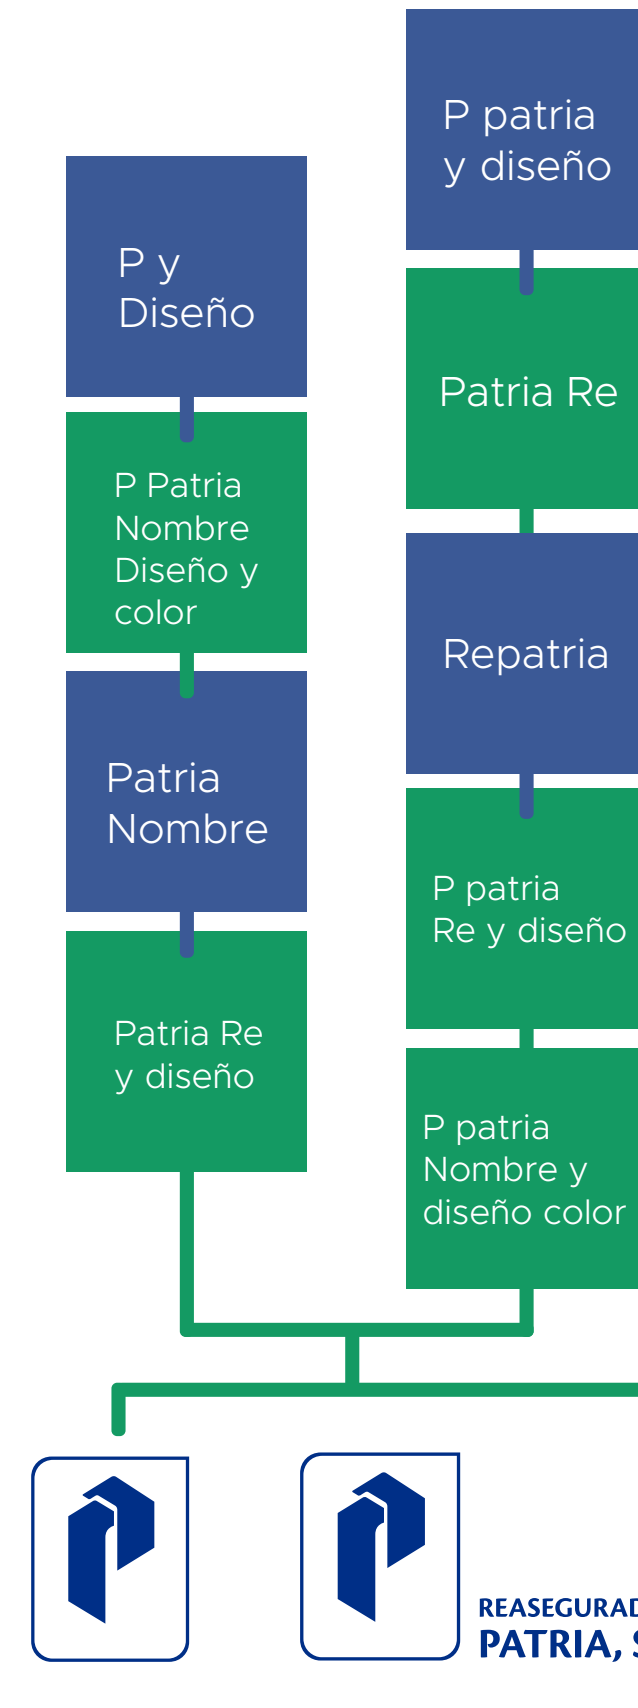 P y
Diseño
P Patria
Nombre
Diseño y
color
Patria
Nombre
Patria Re
y diseño
P patria
y diseño
Patria Re
Repatria
P patria
Re y diseño
P patria
Nombre y
diseño color
REASEGURAD
PATRIA, S